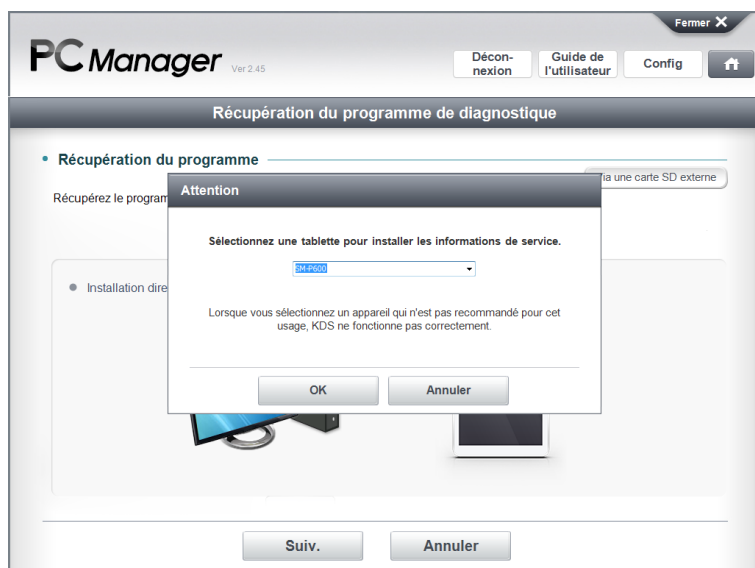 Fermer X
PC Manager Ver 2.45
Décon-
nexion
Guide de
l'utilisateur
Config
Récupération du programme de diagnostique
Récupération du programme
Récupérez le program
ia une carte SD externe
Attention
Sélectionnez une tablette pour installer les informations de service.
SM-P600
Installation dire
Lorsque vous sélectionnez un appareil qui n'est pas recommandé pour cet
usage, KDS ne fonctionne pas correctement.
OK
Annuler
Suiv.
Annuler